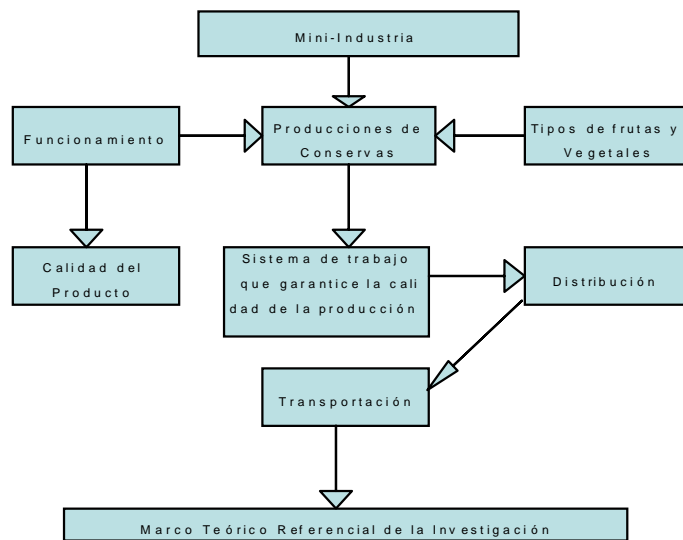 Mini-Industria
Funcionamiento
Producciones de
Conservas
Tipos de frutas y
Vegetales
Calidad del
Producto
Sistema de trabajo
que garantice la cali
dad de la producción
Distribución
Transportación
Marco Teórico Referencial de la Investigación